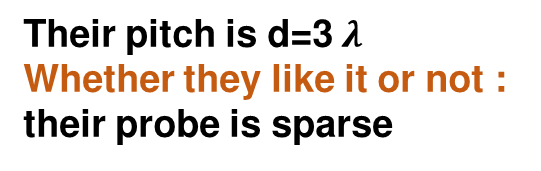 Their pitch is d=3 λ
Whether they like it or not :
their probe is sparse